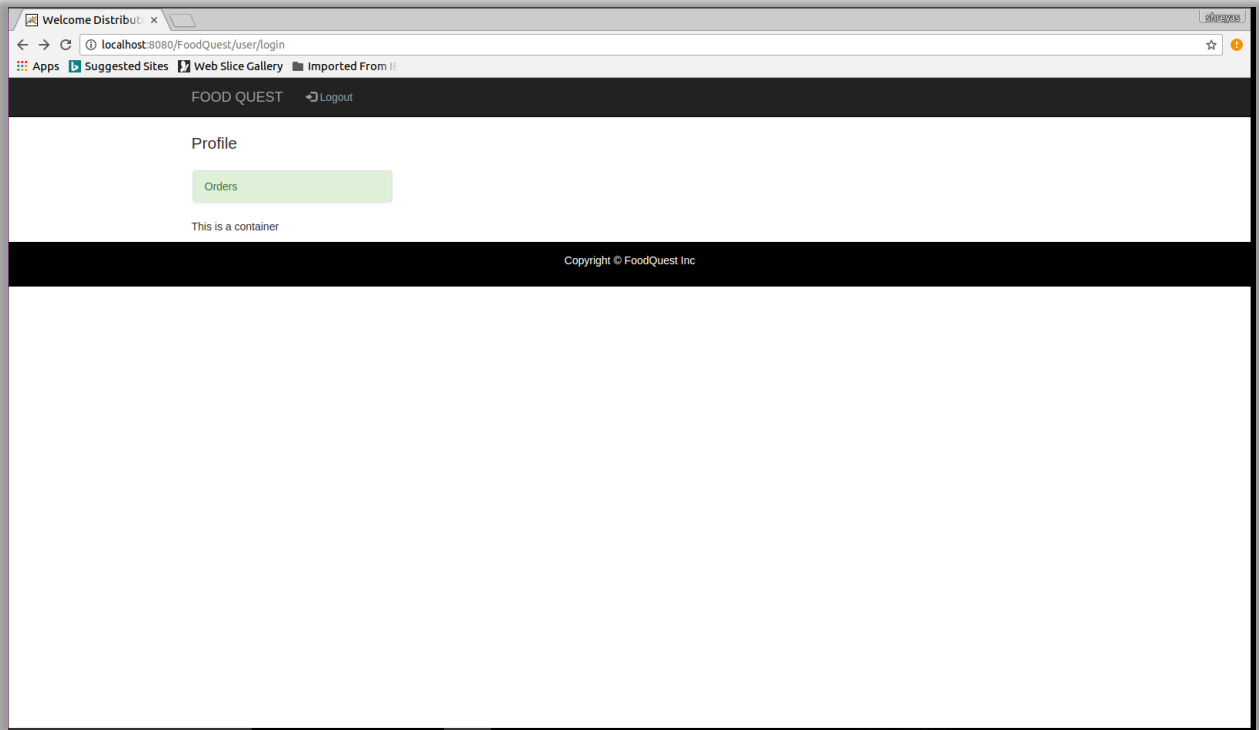 Welcome Distribut
shreyas
localhost:8080/FoodQuest/user/login
Apps Suggested Sites Web Slice Gallery Imported From IE
FOOD QUEST Logout
Profile
Orders
This is a container
Copyright © FoodQuest Inc